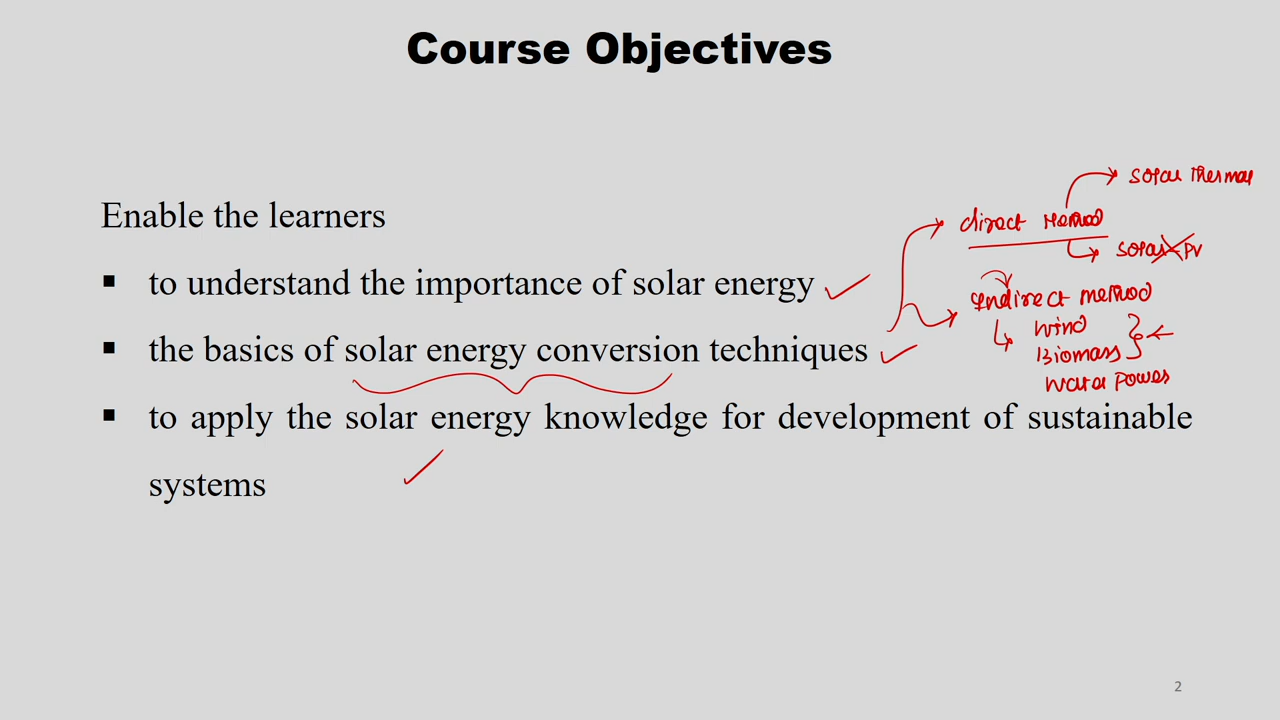 Course Objectives
Enable the learners
▪ to understand the importance of solar energy
▪ the basics of solar energy conversion techniques
▪ to apply the solar energy knowledge for development of sustainable
systems
Solar Thermal
direct Method
Solar PV
Indirect method
Wind
Biomass
Water Power
2